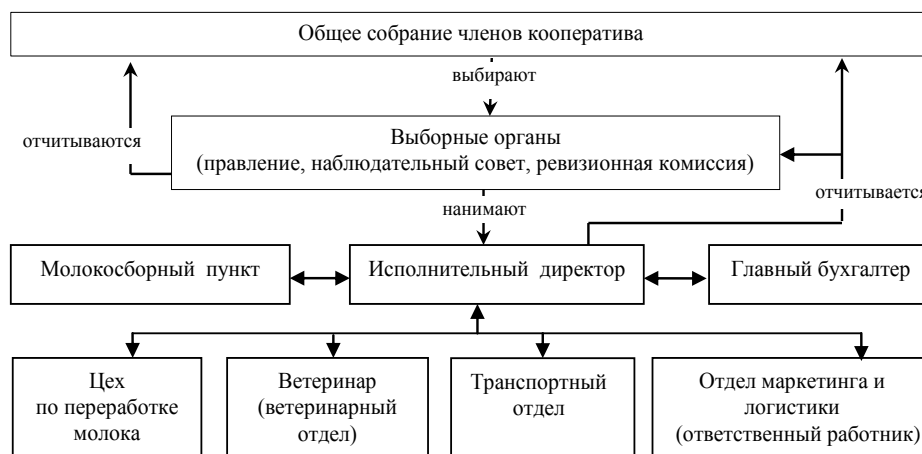 Общее собрание членов кооператива
выбирают
отчитываются
Выборные органы
(правление, наблюдательный совет, ревизионная комиссия)
отчитывается
нанимают
Молокосборный пункт
Исполнительный директор
Главный бухгалтер
Цех
по переработке
молока
Ветеринар
(ветеринарный
отдел)
Транспортный
отдел
Отдел маркетинга и
логистики
(ответственный работник)